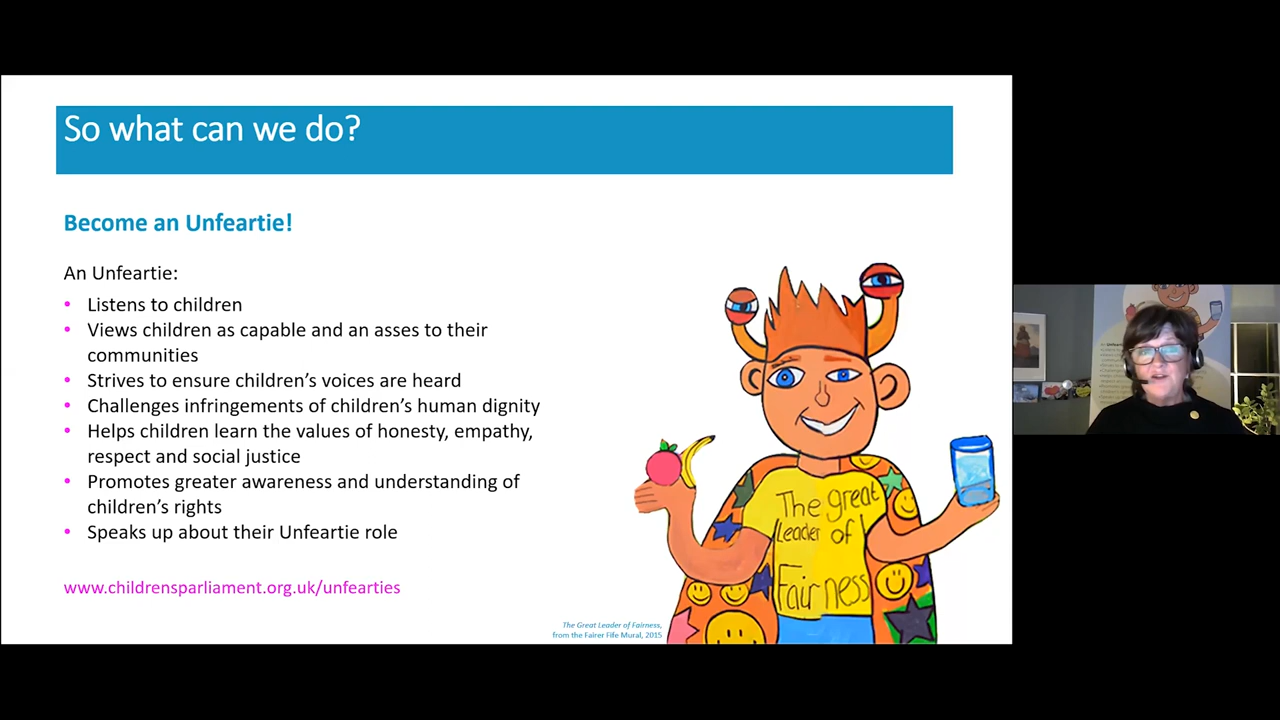 So what can we do?
Become an Unfeartie!
An Unfeartie:
• Listens to children
• Views children as capable and an asses to their
communities
• Strives to ensure children’s voices are heard
• Challenges infringements of children’s human dignity
• Helps children learn the values of honesty, empathy,
respect and social justice
• Promotes greater awareness and understanding of
children’s rights
• Speaks up about their Unfeartie role
www.childrensparliament.org.uk/unfearties
The great
Leader of
Fairness
The Great Leader of Fairness,
from the Fairer Fife Mural, 2015